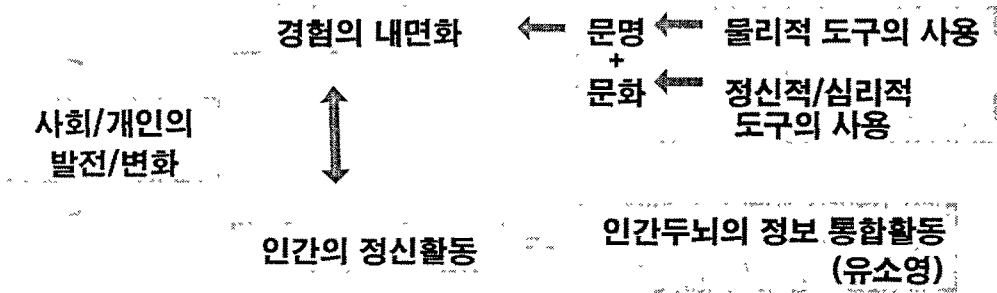 경험의 내면화
문명
물리적 도구의 사용
+
문화
정신적/심리적
도구의 사용
사회/개인의
발전/변화
인간의 정신활동
인간두뇌의 정보 통합활동
(유소영)